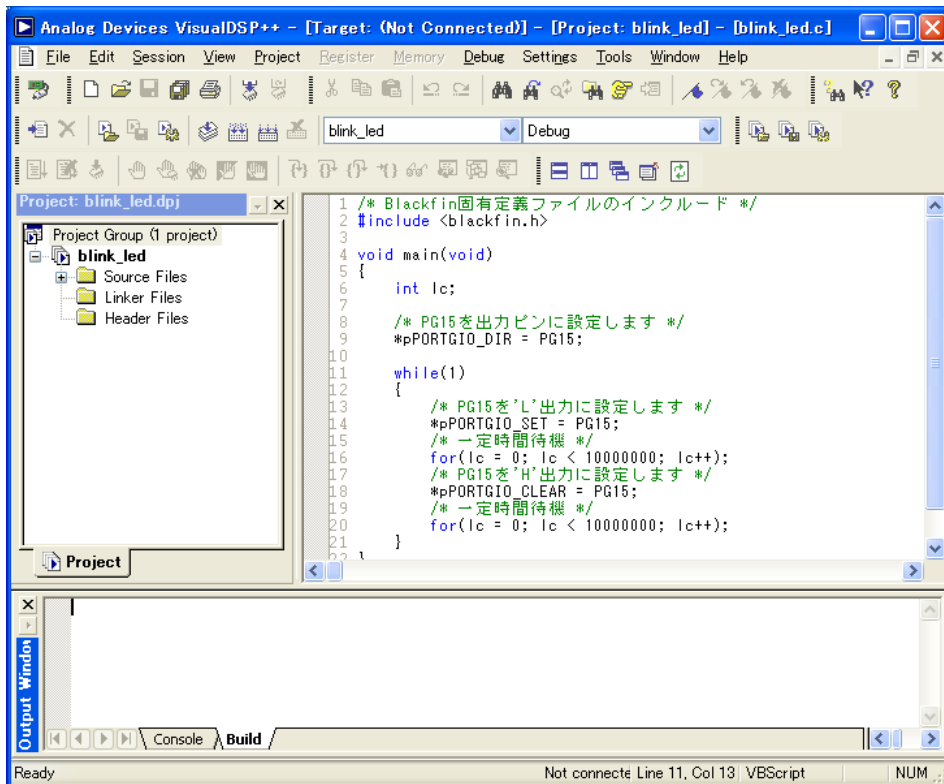 Analog Devices VisualDSP++ - [Target: (Not Connected)] - [Project: blink_led] - [blink_led.c]
File Edit Session View Project Register Memory Debug Settings Tools Window Help
blink_led Debug
Project: blink_led.dpj
Project Group (1 project)
blink_led
Source Files
Linker Files
Header Files
Project
1 /* Blackfin固有定義ファイルのインクルード */
2 #include <blackfin.h>
3
4 void main(void)
5 {
6 int lc;
7
8 /* PG15を出力ピンに設定します */
9 *pPORTGIO_DIR = PG15;
10
11 while(1)
12 {
13 /* PG15を'L'出力に設定します */
14 *pPORTGIO_SET = PG15;
15 /* 一定時間待機 */
16 for(lc = 0; lc < 10000000; lc++);
17 /* PG15を'H'出力に設定します */
18 *pPORTGIO_CLEAR = PG15;
19 /* 一定時間待機 */
20 for(lc = 0; lc < 10000000; lc++);
21 }
22 }
Output Window
Console Build
Ready Not connecte Line 11, Col 13 VBScript NUM